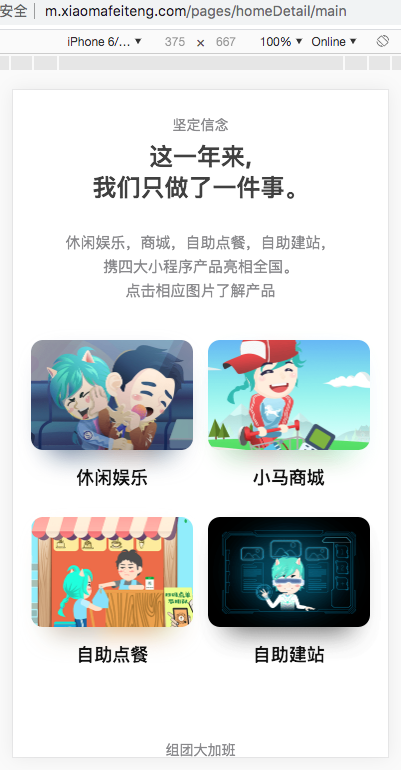 安全 m.xiaomafeiteng.com/pages/homeDetail/main
iPhone 6/... ▼ 375 × 667 100% ▼ Online ▼
坚定信念
这一年来,
我们只做了一件事。
休闲娱乐，商城，自助点餐，自助建站，
携四大小程序产品亮相全国。
点击相应图片了解产品
休闲娱乐
小马商城
自助点餐
自助建站
组团大加班